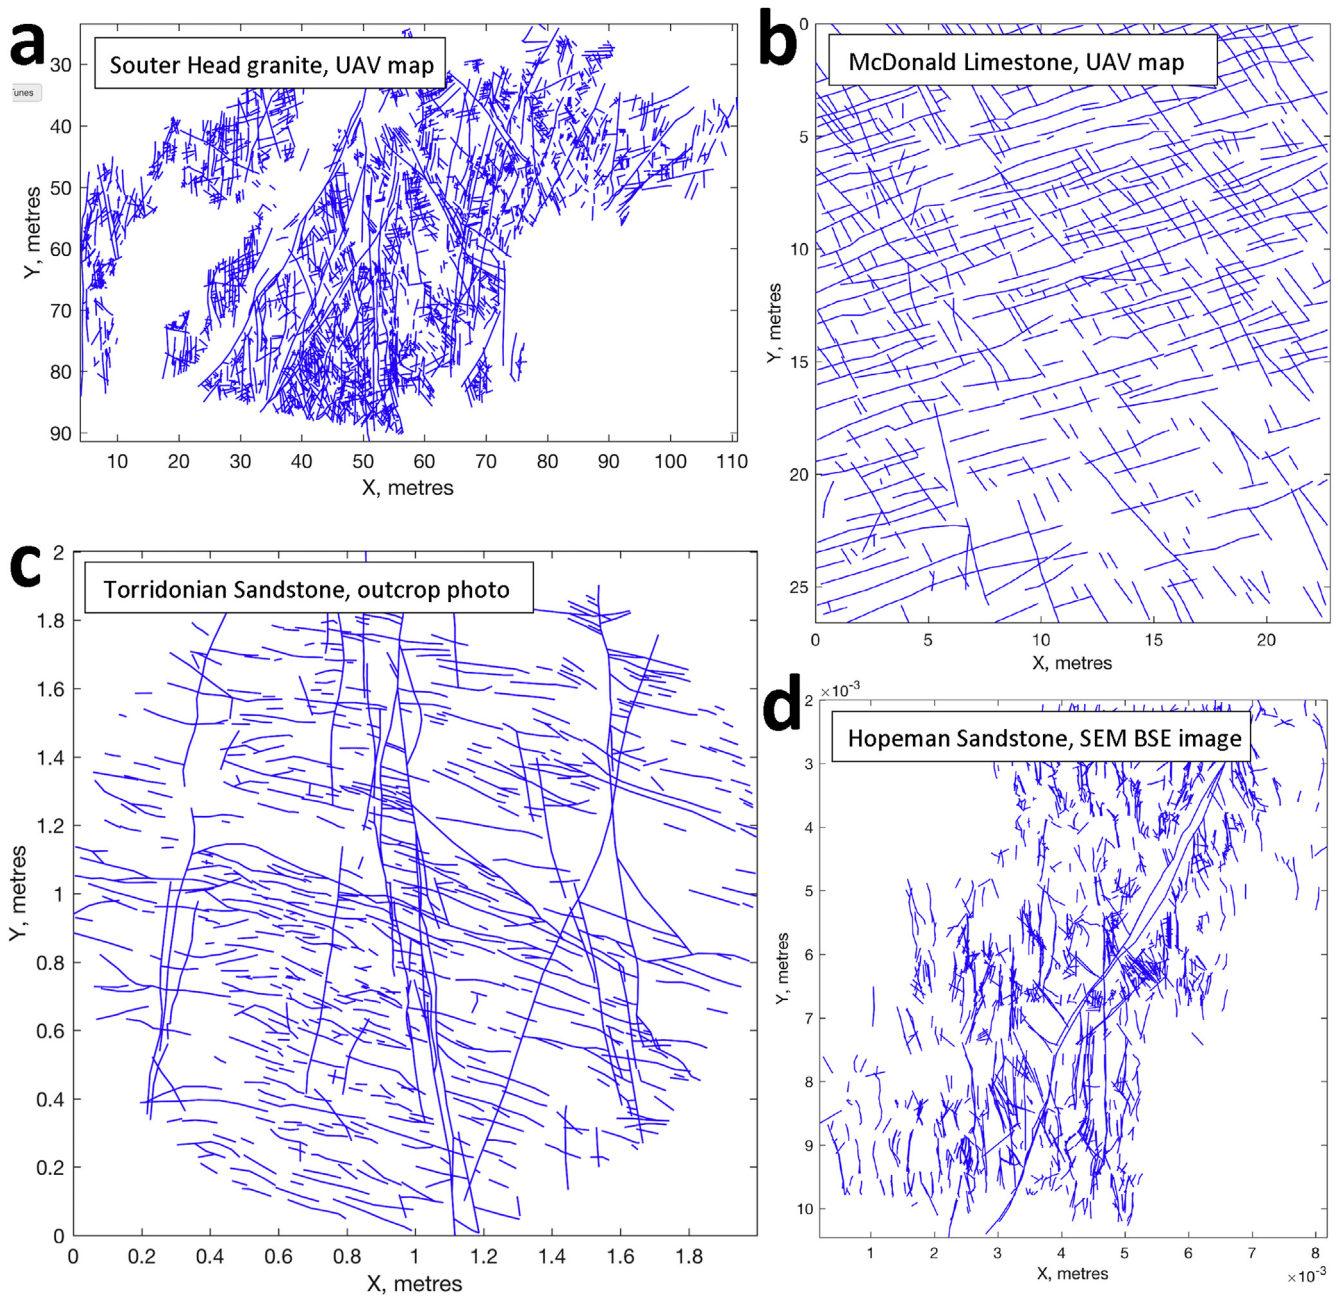 a
Souter Head granite, UAV map
Tunes
30
40
50
60
70
80
90
Y, metres
10 20 30 40 50 60 70 80 90 100 110
X, metres
b
McDonald Limestone, UAV map
0
5
10
15
20
25
Y, metres
0 5 10 15 20
X, metres
c
Torridonian Sandstone, outcrop photo
2
1.8
1.6
1.4
1.2
1
0.8
0.6
0.4
0.2
0
Y, metres
0 0.2 0.4 0.6 0.8 1 1.2 1.4 1.6 1.8
X, metres
d
×10⁻³
Hopeman Sandstone, SEM BSE image
2
3
4
5
6
7
8
9
10
Y, metres
1 2 3 4 5 6 7 8
X, metres
×10⁻³